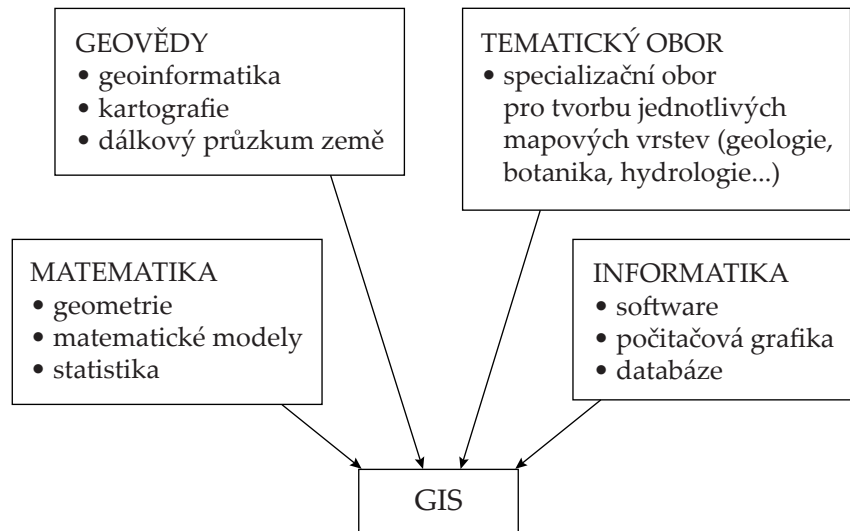 GEOVĚDY
• geoinformatika
• kartografie
• dálkový průzkum země
TEMATICKÝ OBOR
• specializační obor
pro tvorbu jednotlivých
mapových vrstev (geologie,
botanika, hydrologie...)
MATEMATIKA
• geometrie
• matematické modely
• statistika
INFORMATIKA
• software
• počitačová grafika
• databáze
GIS